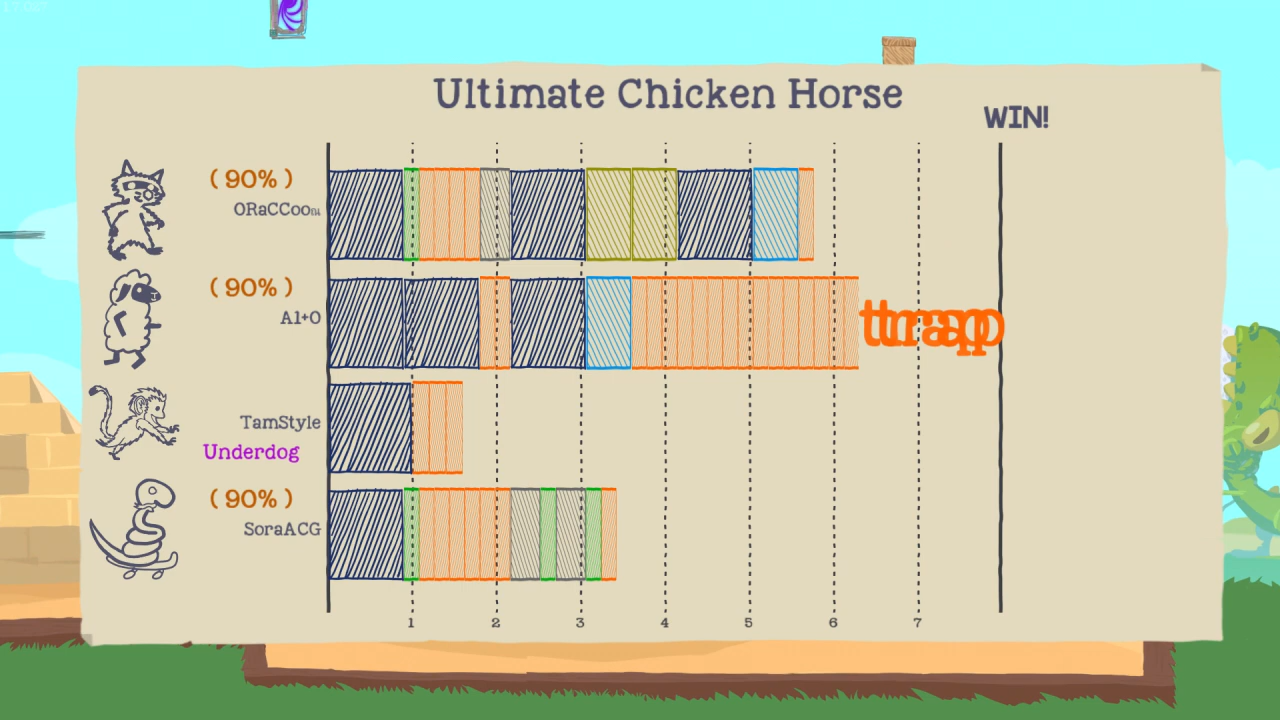 Ultimate Chicken Horse
WIN!
( 90% )
ORaCCoo
( 90% )
A1+O
trap
TamStyle
Underdog
( 90% )
SoraACG
1 2 3 4 5 6 7